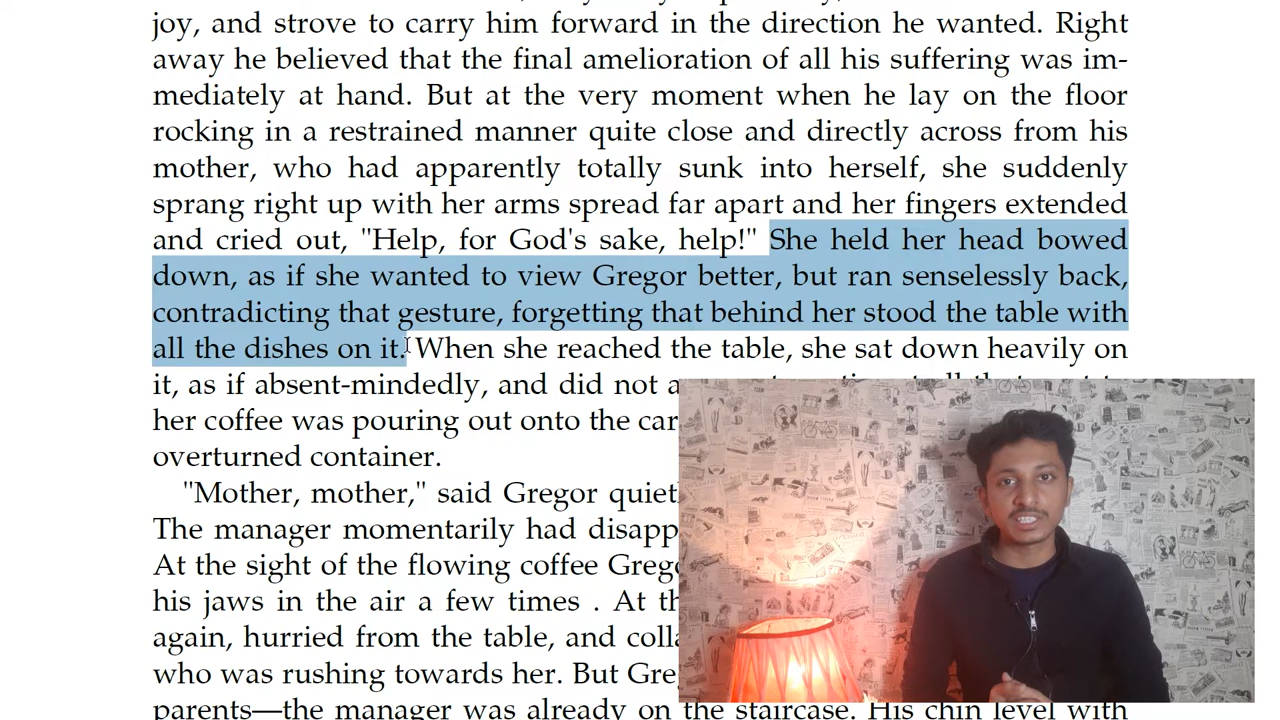 joy, and strove to carry him forward in the direction he wanted. Right
away he believed that the final amelioration of all his suffering was im-
mediately at hand. But at the very moment when he lay on the floor
rocking in a restrained manner quite close and directly across from his
mother, who had apparently totally sunk into herself, she suddenly
sprang right up with her arms spread far apart and her fingers extended
and cried out, "Help, for God's sake, help!" She held her head bowed
down, as if she wanted to view Gregor better, but ran senselessly back,
contradicting that gesture, forgetting that behind her stood the table with
all the dishes on it. When she reached the table, she sat down heavily on
it, as if absent-mindedly, and did not
her coffee was pouring out onto the
overturned container.
"Mother, mother," said Gregor
The manager momentarily had
At the sight of the flowing coffee
his jaws in the air a few times . At
again, hurried from the table, and
who was rushing towards her. But
parents—the manager was already on the staircase. His chin level with